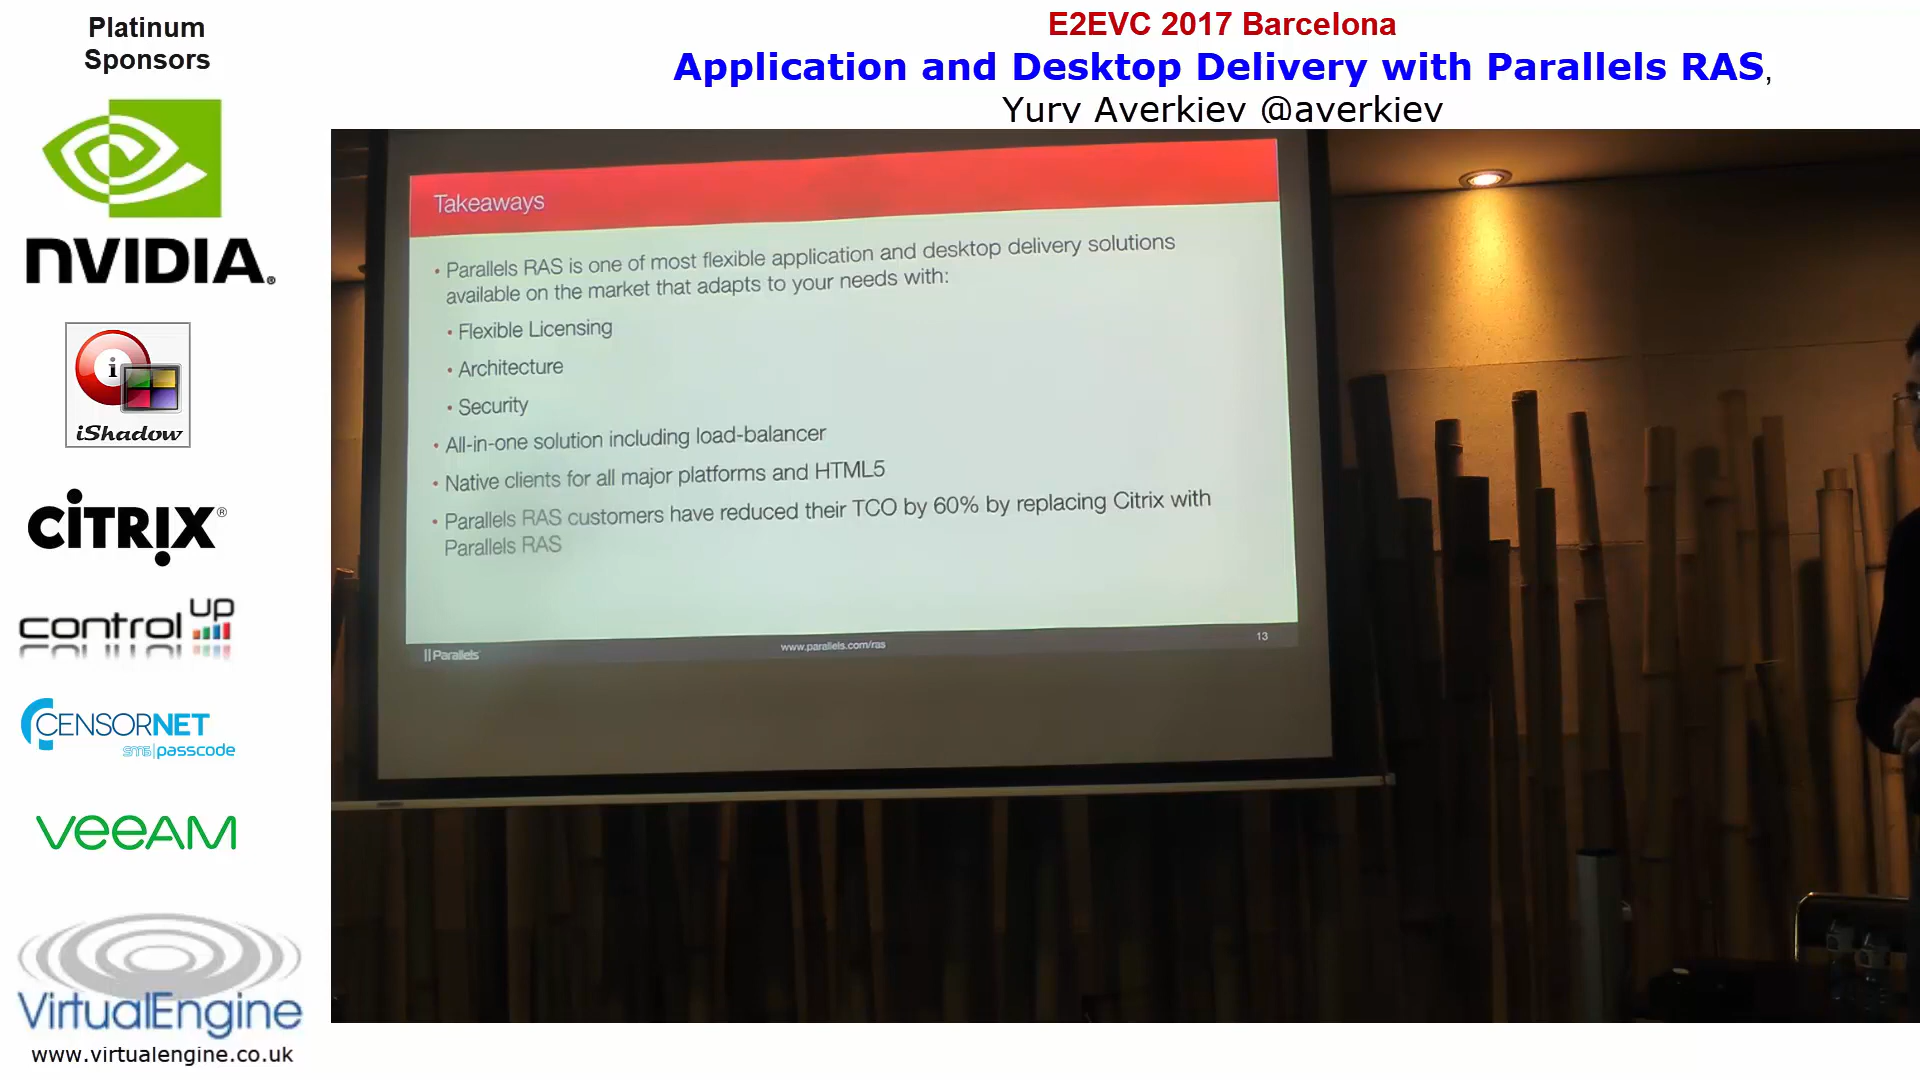 Platinum
Sponsors
NVIDIA.
i
iShadow
CiTRIX®
control up
CENSORNET
sms|passcode
veeAM
VirtualEngine
www.virtualengine.co.uk
E2EVC 2017 Barcelona
Application and Desktop Delivery with Parallels RAS,
Yury Averkiev @averkiev
Takeaways
• Parallels RAS is one of most flexible application and desktop delivery solutions
available on the market that adapts to your needs with:
• Flexible Licensing
• Architecture
• Security
• All-in-one solution including load-balancer
• Native clients for all major platforms and HTML5
• Parallels RAS customers have reduced their TCO by 60% by replacing Citrix with
Parallels RAS
|| Parallels
www.parallels.com/ras
13